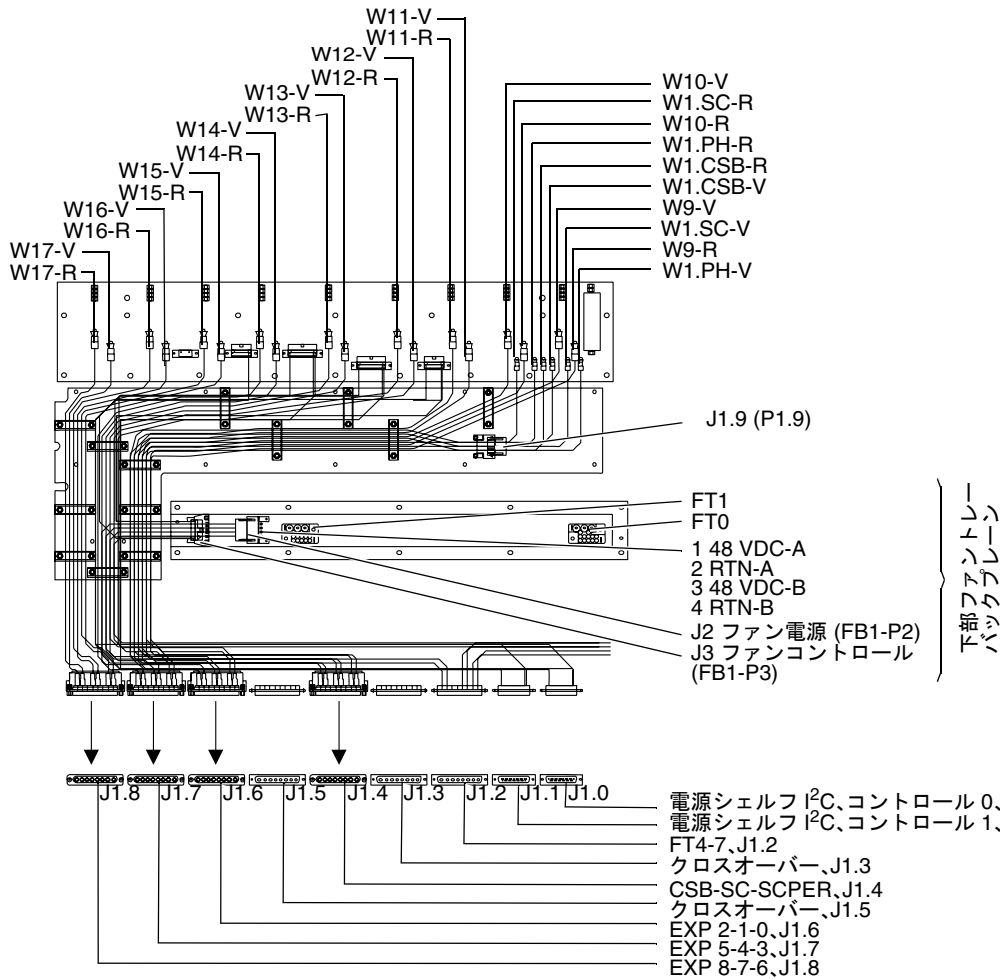 W11-V
W11-R
W12-V
W12-R
W13-V
W13-R
W14-V
W14-R
W15-V
W15-R
W16-V
W16-R
W17-V
W17-R
W10-V
W1.SC-R
W10-R
W1.PH-R
W1.CSB-R
W1.CSB-V
W9-V
W1.SC-V
W9-R
W1.PH-V
J1.9 (P1.9)
FT1
FT0
1 48 VDC-A
2 RTN-A
3 48 VDC-B
4 RTN-B
J2 ファン電源 (FB1-P2)
J3 ファンコントロール
(FB1-P3)
下部ファントレー
バックプレーン
J1.8
J1.7
J1.6
J1.5
J1.4
J1.3
J1.2
J1.1
J1.0
電源シェルフ I²C、コントロール 0、
電源シェルフ I²C、コントロール 1、
FT4-7、J1.2
クロスオーバー、J1.3
CSB-SC-SCPER、J1.4
クロスオーバー、J1.5
EXP 2-1-0、J1.6
EXP 5-4-3、J1.7
EXP 8-7-6、J1.8